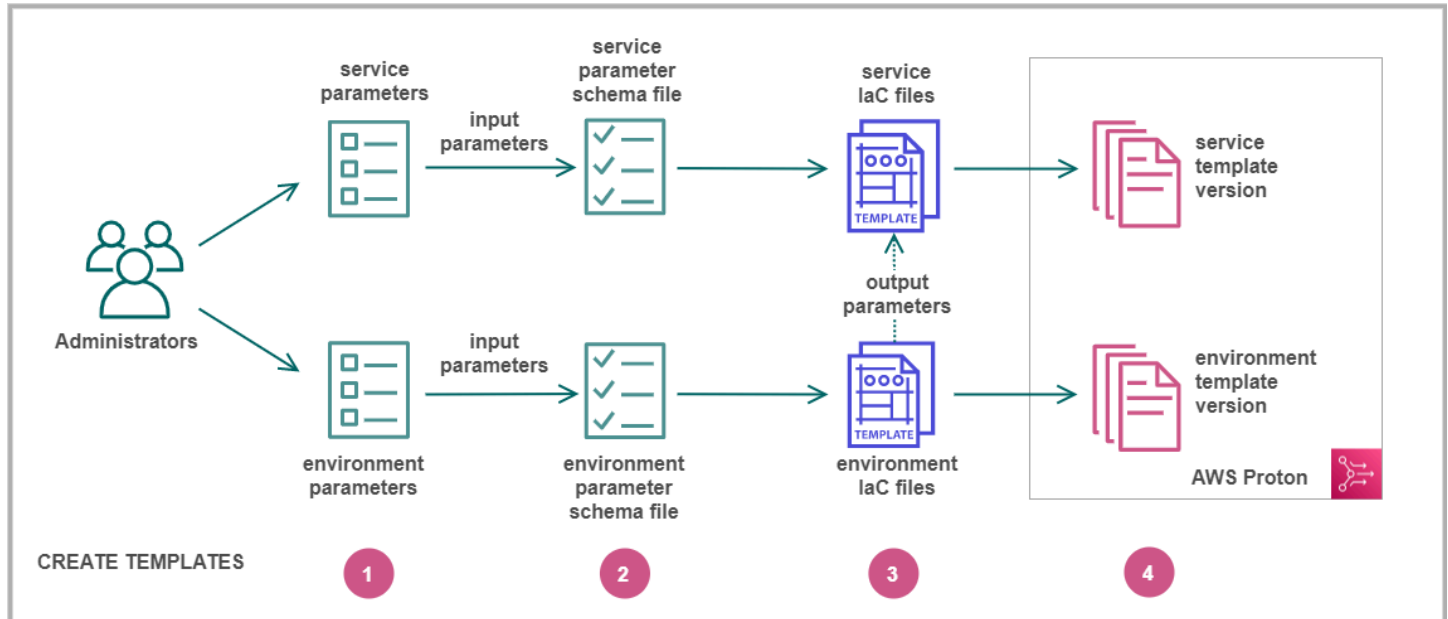 service
parameters
input
parameters
service
parameter
schema file
service
IaC files
TEMPLATE
service
template
version
Administrators
output
parameters
input
parameters
environment
parameters
environment
parameter
schema file
TEMPLATE
environment
IaC files
environment
template
version
AWS Proton
CREATE TEMPLATES
1
2
3
4